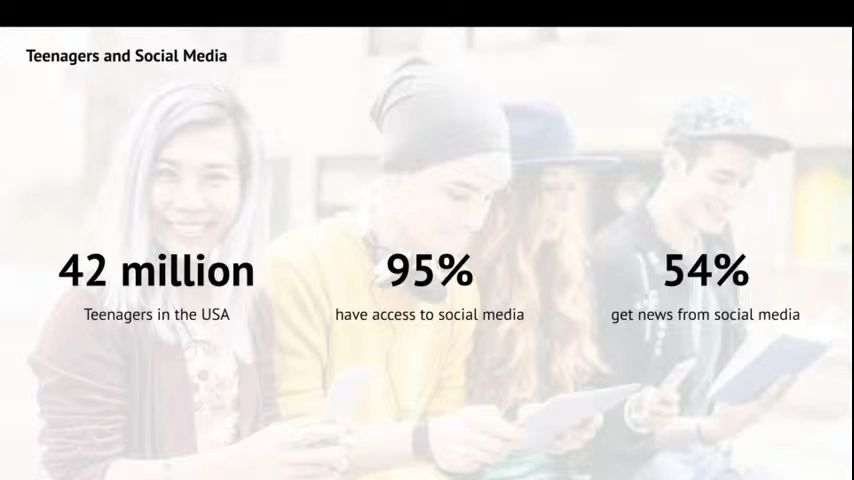 Teenagers and Social Media
42 million
Teenagers in the USA
95%
have access to social media
54%
get news from social media